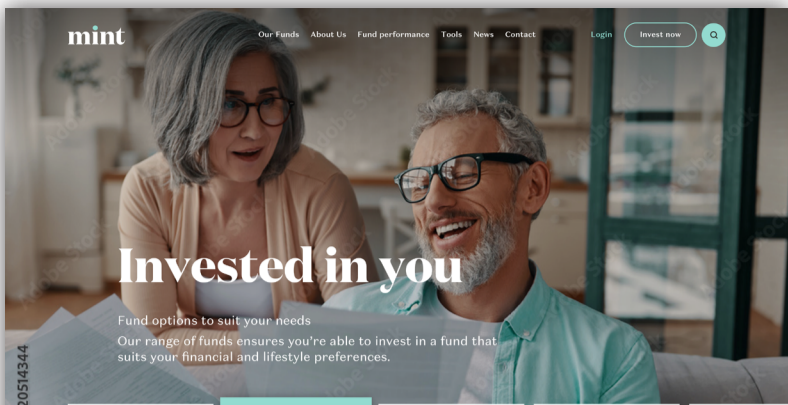 mint
Our Funds About Us Fund performance Tools News Contact
Login Invest now
Invested in you
Fund options to suit your needs
Our range of funds ensures you're able to invest in a fund that
suits your financial and lifestyle preferences.
20514344
Adobe Stock